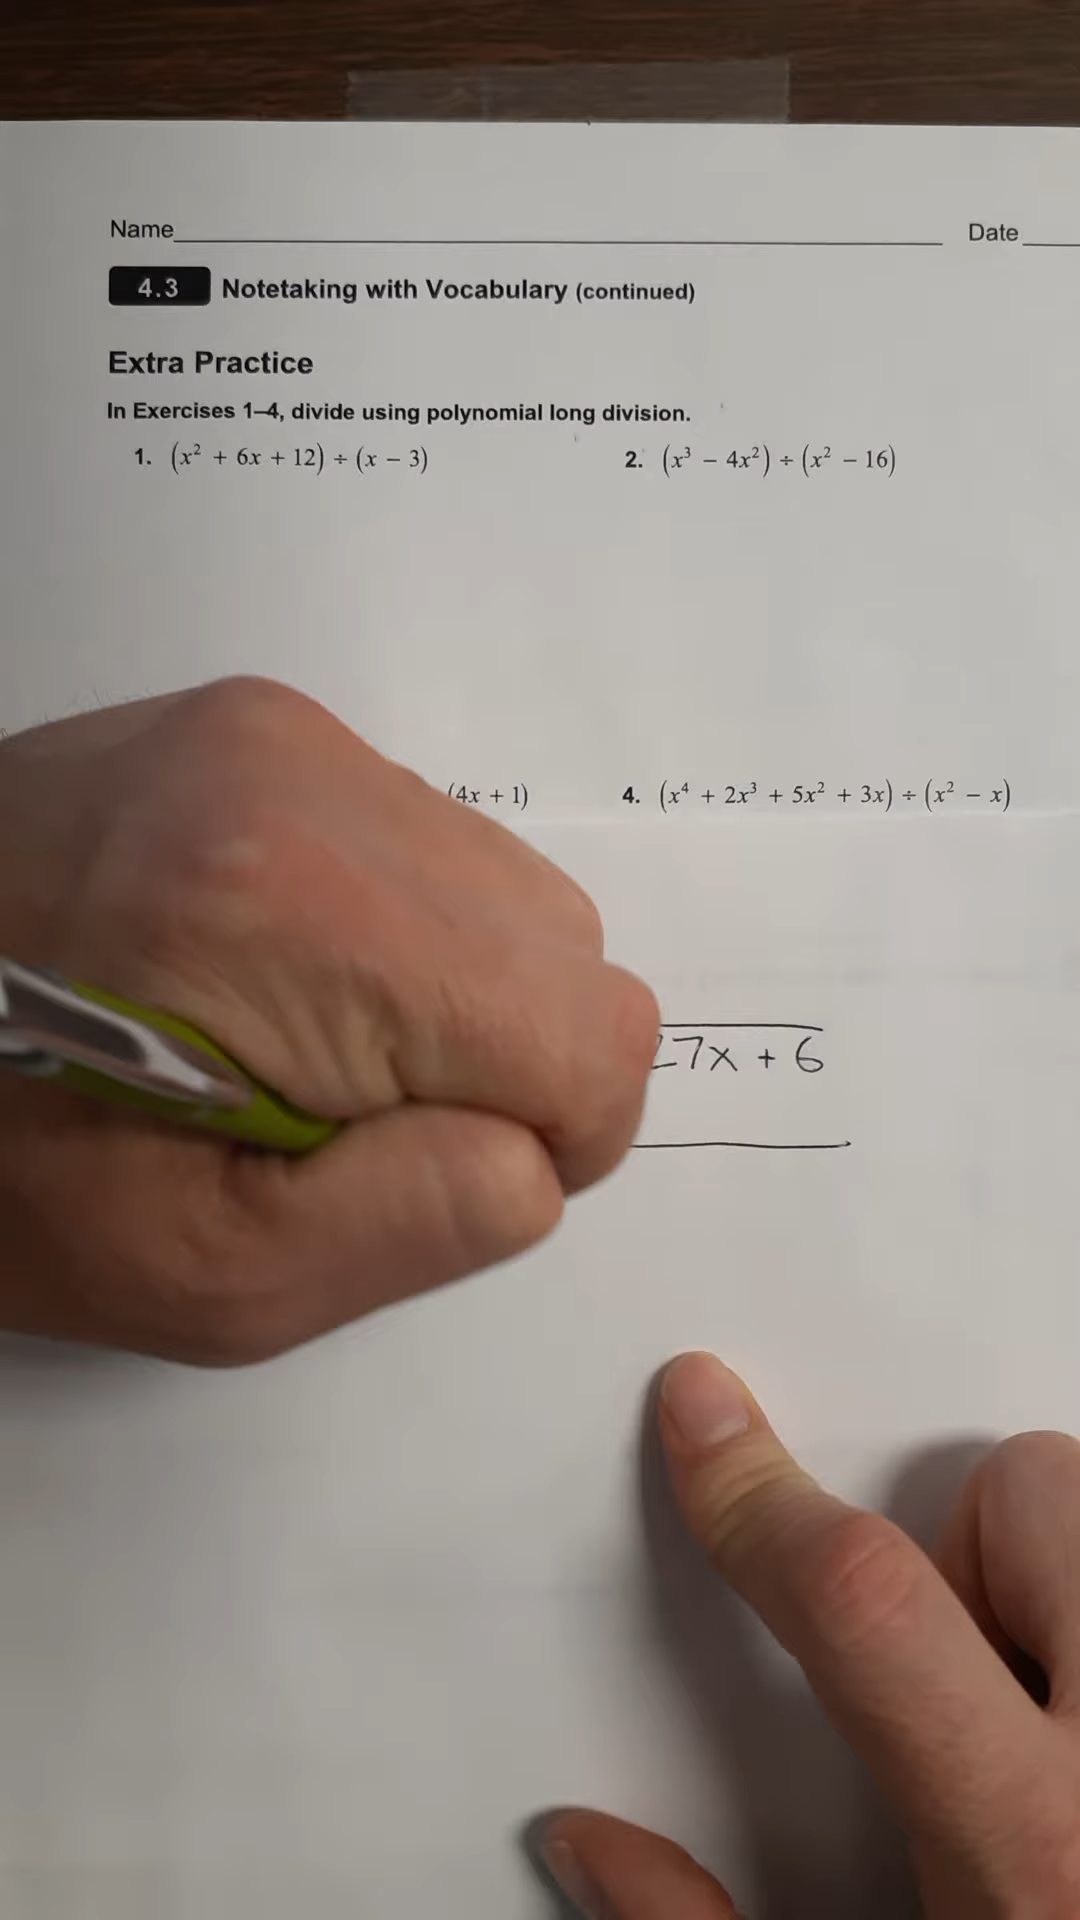 Name Date
4.3 Notetaking with Vocabulary (continued)
Extra Practice
In Exercises 1–4, divide using polynomial long division.
1. (x² + 6x + 12) ÷ (x − 3) 2. (x³ − 4x²) ÷ (x² − 16)
(4x + 1) 4. (x⁴ + 2x³ + 5x² + 3x) ÷ (x² − x)
7x + 6